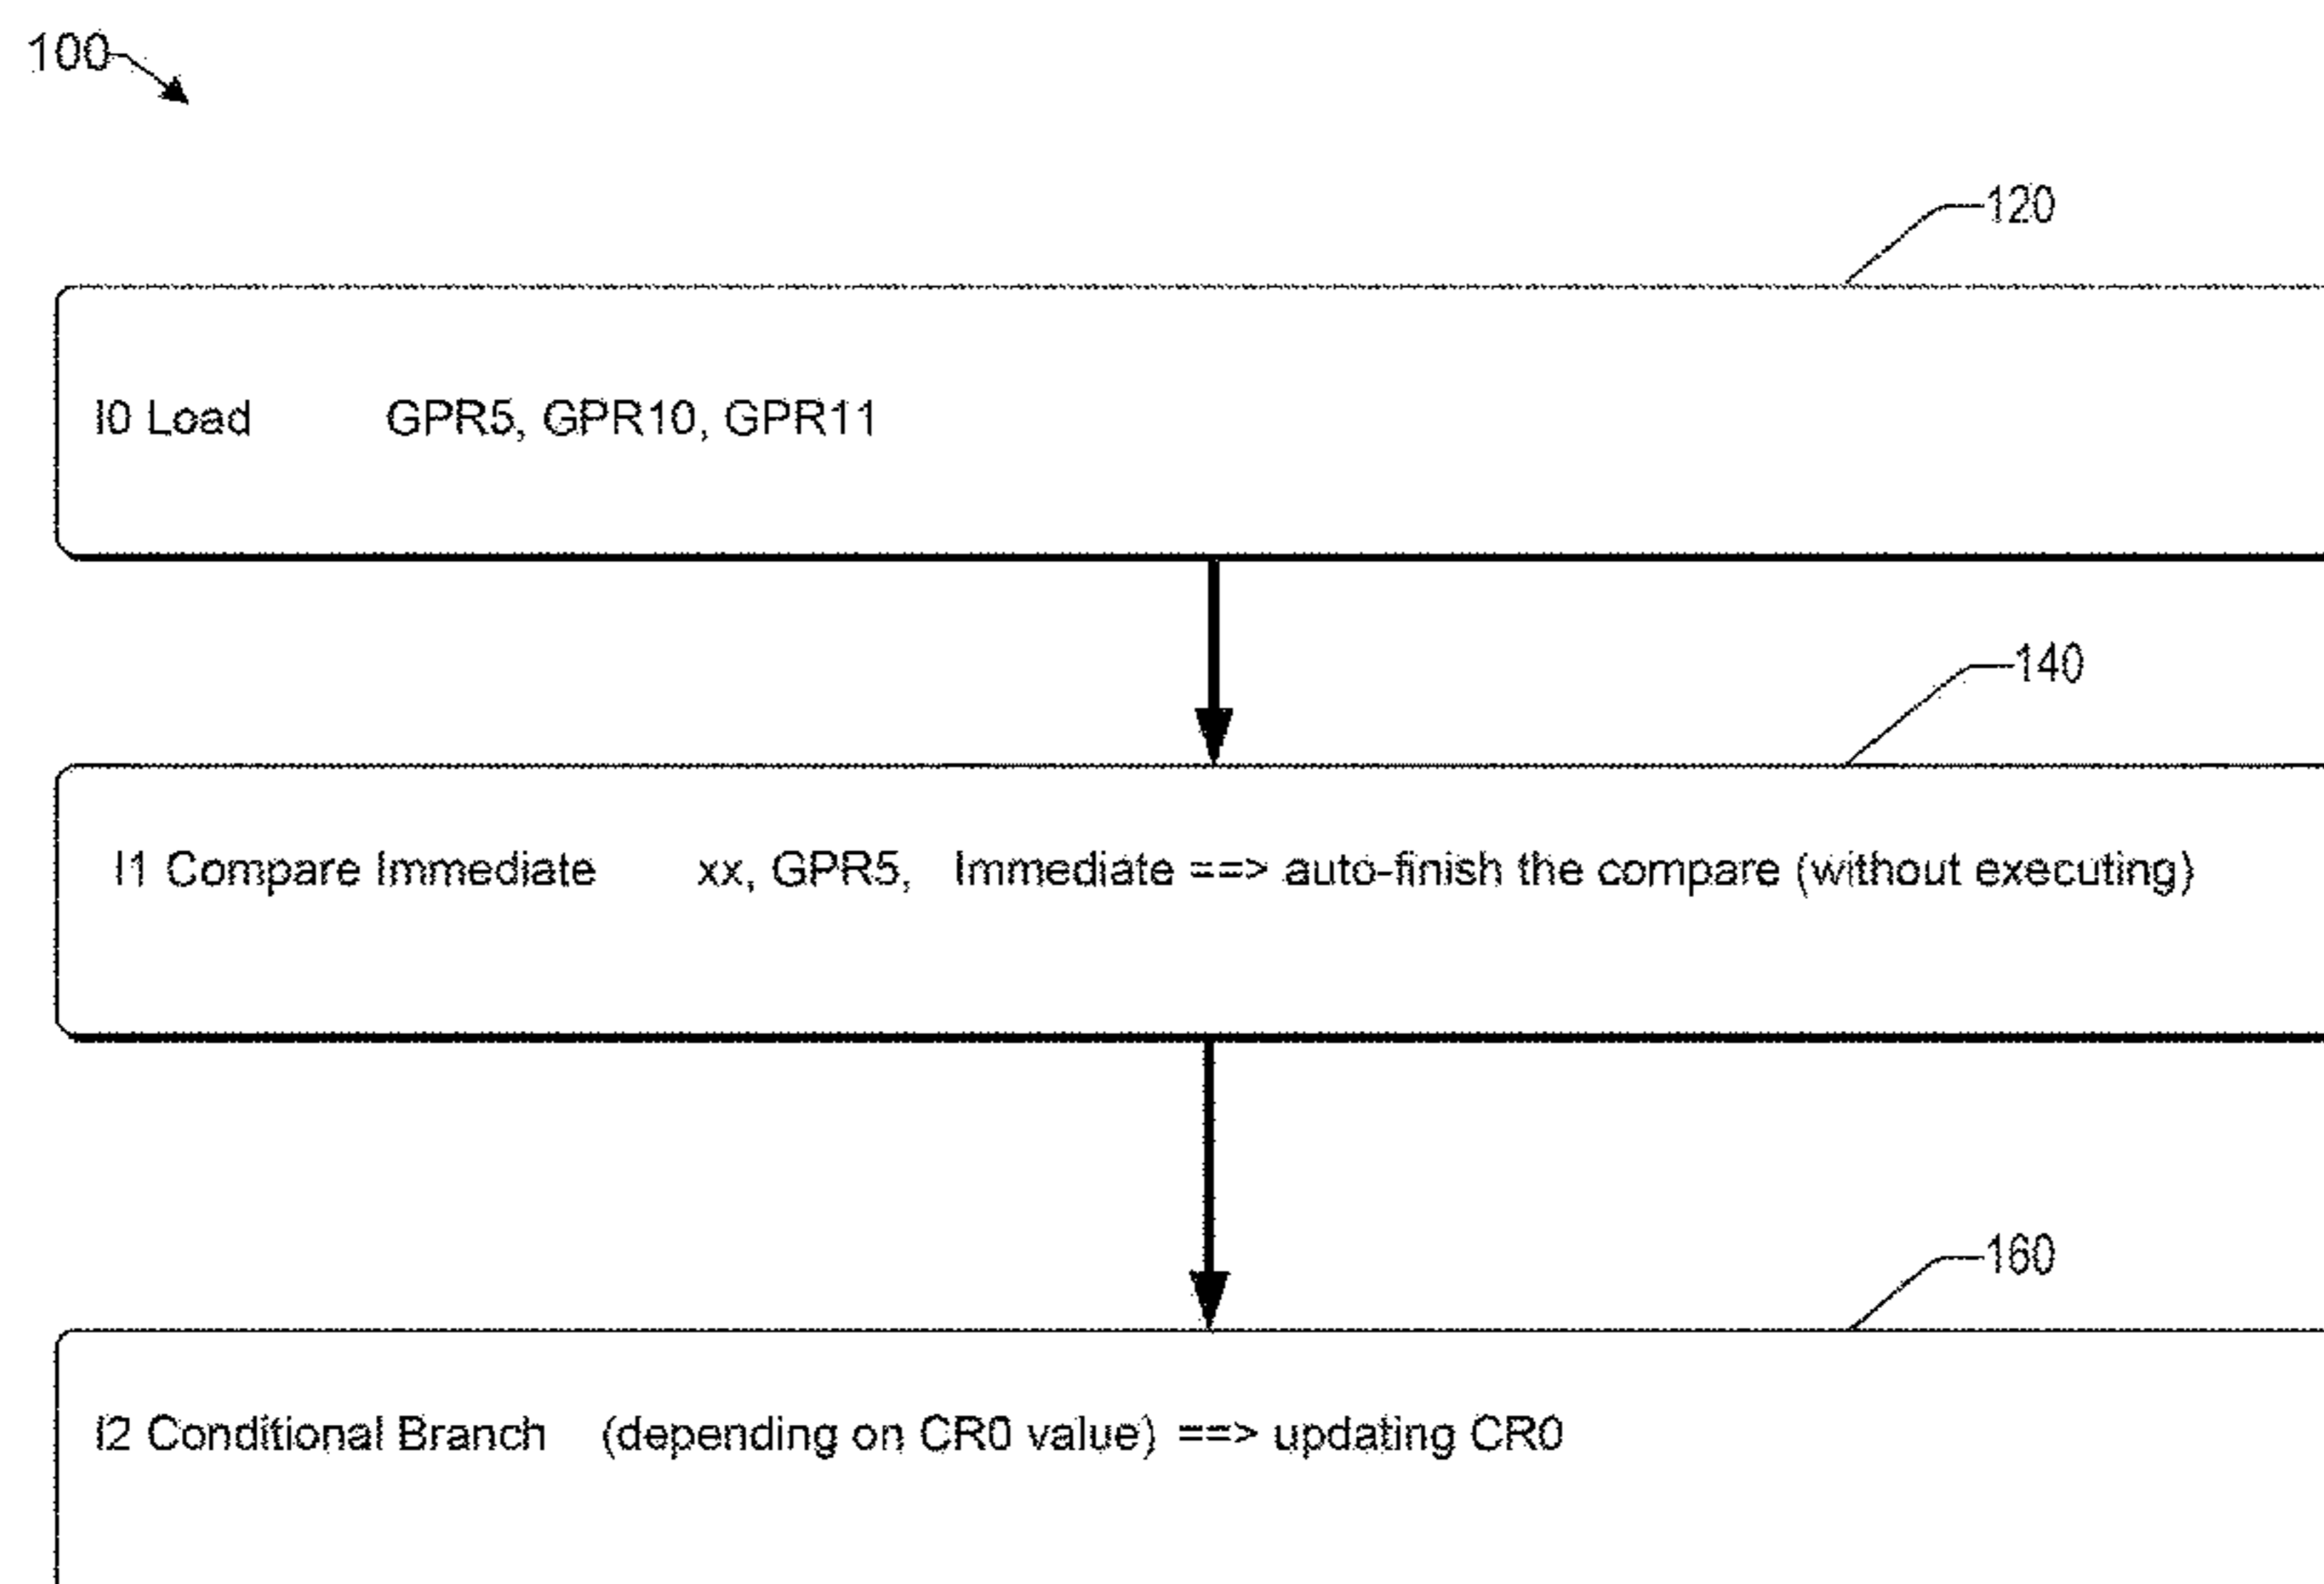 100
120
I0 Load GPR5, GPR10, GPR11
140
I1 Compare Immediate xx, GPR5, Immediate ==> auto-finish the compare (without executing)
160
I2 Conditional Branch (depending on CR0 value) ==> updating CR0